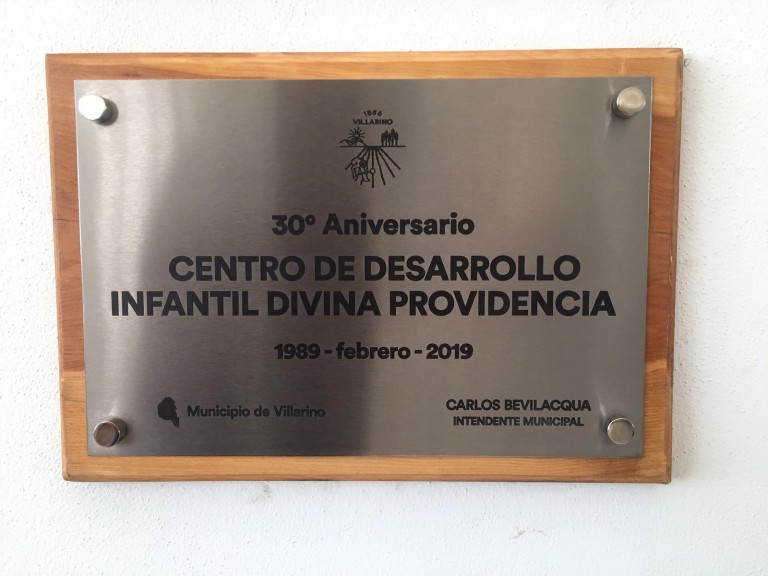 1886
VILLARINO
30° Aniversario
CENTRO DE DESARROLLO
INFANTIL DIVINA PROVIDENCIA
1989 - febrero - 2019
Municipio de Villarino
CARLOS BEVILACQUA
INTENDENTE MUNICIPAL